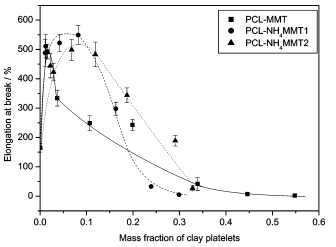 PCL-MMT
PCL-NH₄MMT1
PCL-NH₄MMT2
600
500
400
300
200
100
0
Elongation at break / %
0.0 0.1 0.2 0.3 0.4 0.5 0.6
Mass fraction of clay platelets